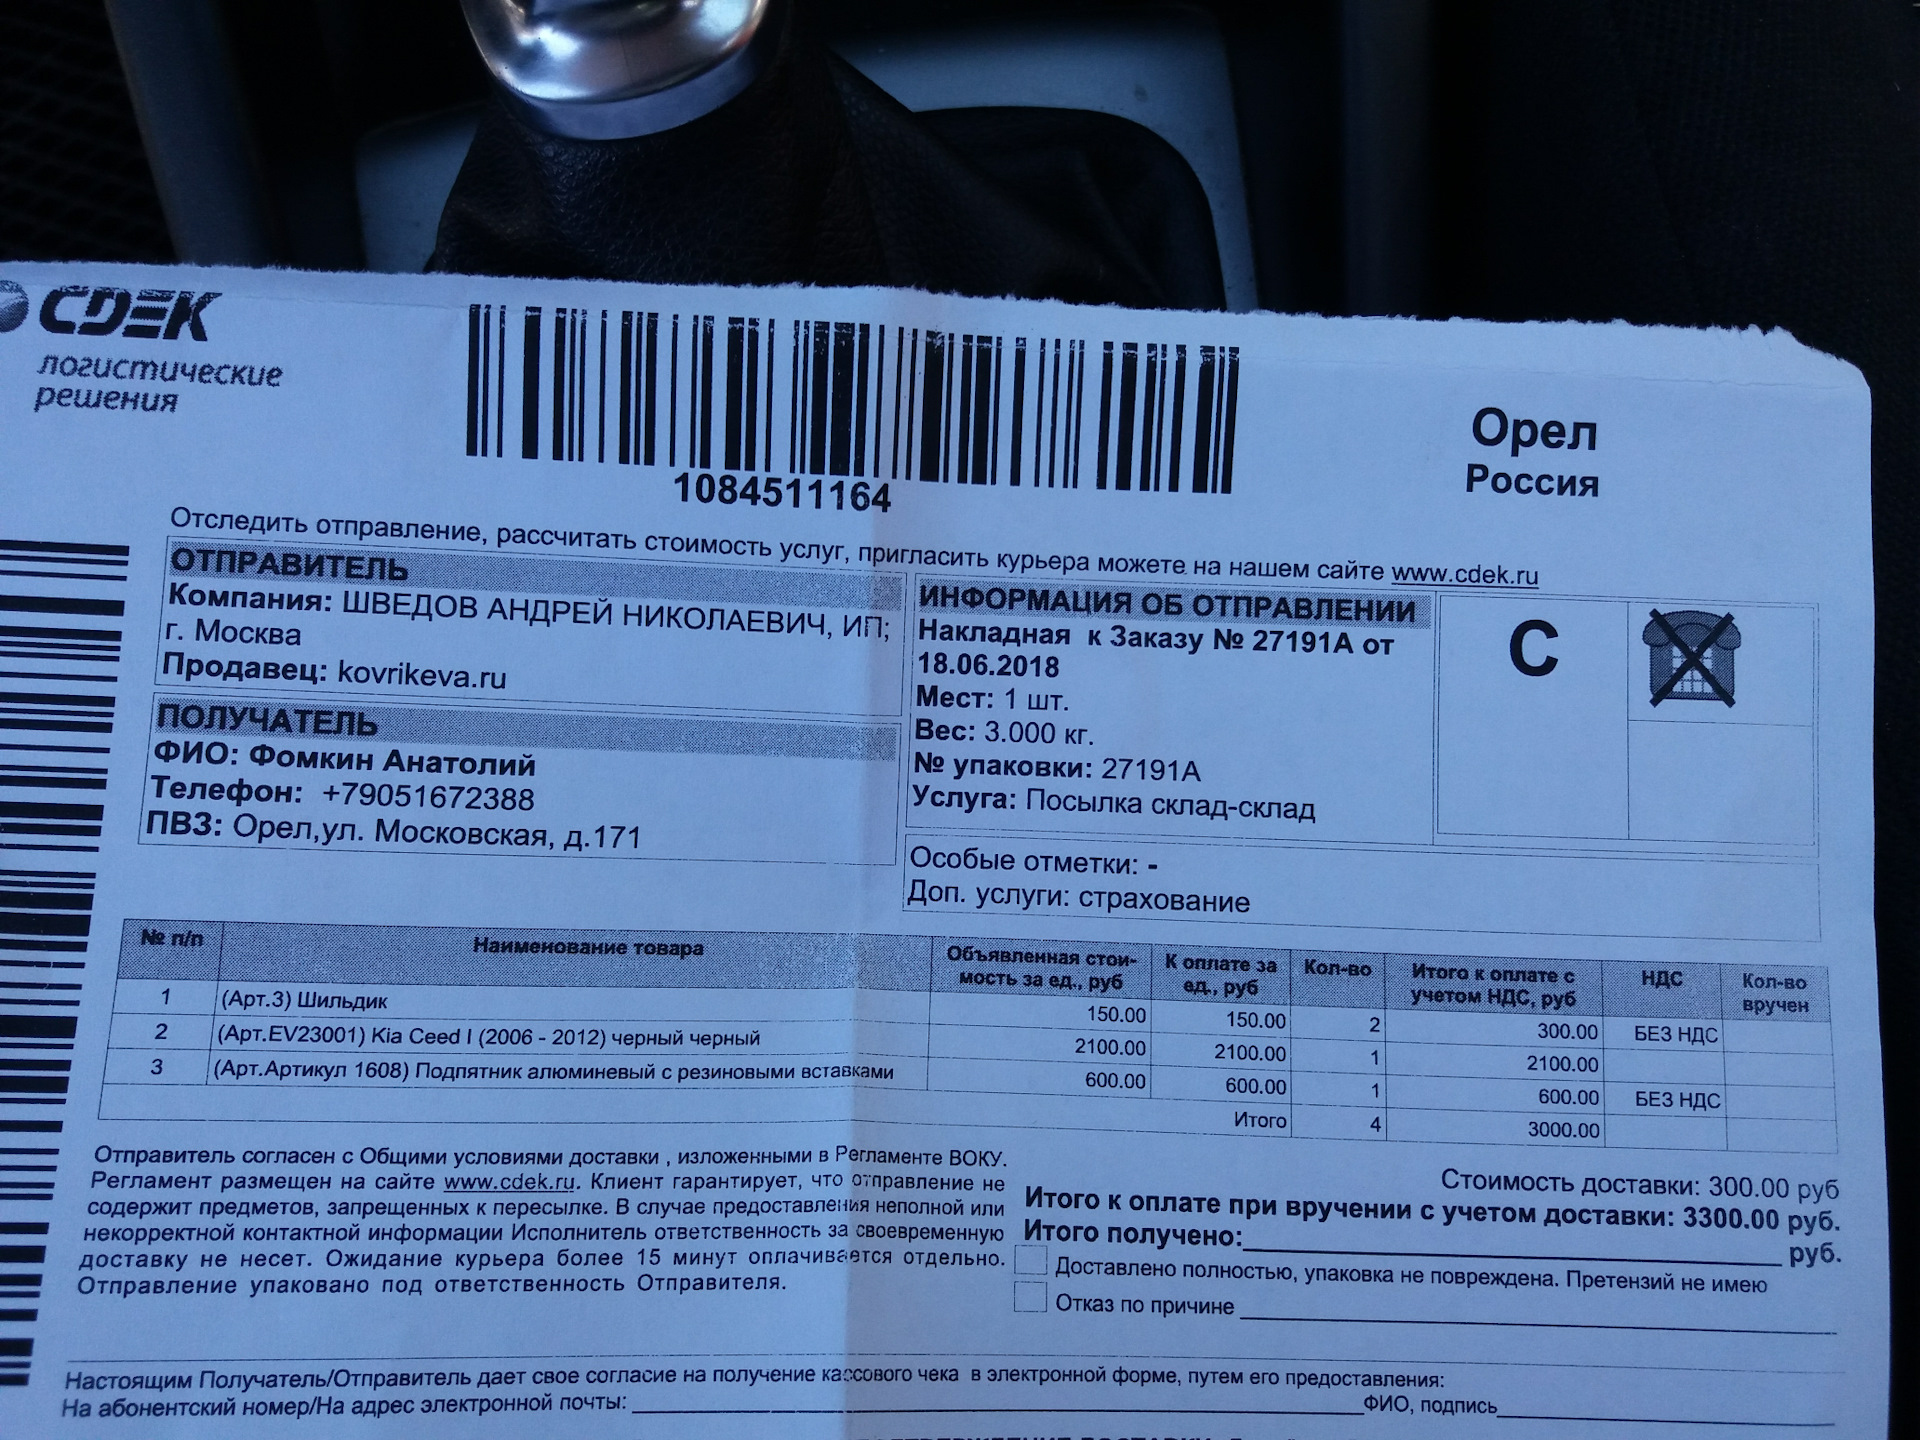 CDEK
логистические
решения
1084511164
Орел
Россия
Отследить отправление, рассчитать стоимость услуг, пригласить курьера можете на нашем сайте www.cdek.ru
ОТПРАВИТЕЛЬ
Компания: ШВЕДОВ АНДРЕЙ НИКОЛАЕВИЧ, ИП;
г. Москва
Продавец: kovrikeva.ru
ПОЛУЧАТЕЛЬ
ФИО: Фомкин Анатолий
Телефон: +79051672388
ПВЗ: Орел,ул. Московская, д.171
ИНФОРМАЦИЯ ОБ ОТПРАВЛЕНИИ
Накладная к Заказу № 27191А от
18.06.2018
Мест: 1 шт.
Вес: 3.000 кг.
№ упаковки: 27191А
Услуга: Посылка склад-склад
С
Особые отметки: -
Доп. услуги: страхование
№ п/п Наименование товара Объявленная стои- К оплате за Кол-во Итого к оплате с НДС Кол-во
мость за ед., руб ед., руб учетом НДС, руб вручен
1 (Арт.3) Шильдик 150.00 150.00 2 300.00 БЕЗ НДС
2 (Арт.EV23001) Kia Ceed I (2006 - 2012) черный черный 2100.00 2100.00 1 2100.00
3 (Арт.Артикул 1608) Подпятник алюминевый с резиновыми вставками 600.00 600.00 1 600.00 БЕЗ НДС
Итого 4 3000.00
Отправитель согласен с Общими условиями доставки , изложенными в Регламенте ВОКУ.
Регламент размещен на сайте www.cdek.ru. Клиент гарантирует, что отправление не
содержит предметов, запрещенных к пересылке. В случае предоставления неполной или
некорректной контактной информации Исполнитель ответственность за своевременную
доставку не несет. Ожидание курьера более 15 минут оплачивается отдельно.
Отправление упаковано под ответственность Отправителя.
Стоимость доставки: 300.00 руб
Итого к оплате при вручении с учетом доставки: 3300.00 руб.
Итого получено: руб.
Доставлено полностью, упаковка не повреждена. Претензий не имею
Отказ по причине
Настоящим Получатель/Отправитель дает свое согласие на получение кассового чека в электронной форме, путем его предоставления:
На абонентский номер/На адрес электронной почты: ФИО, подпись